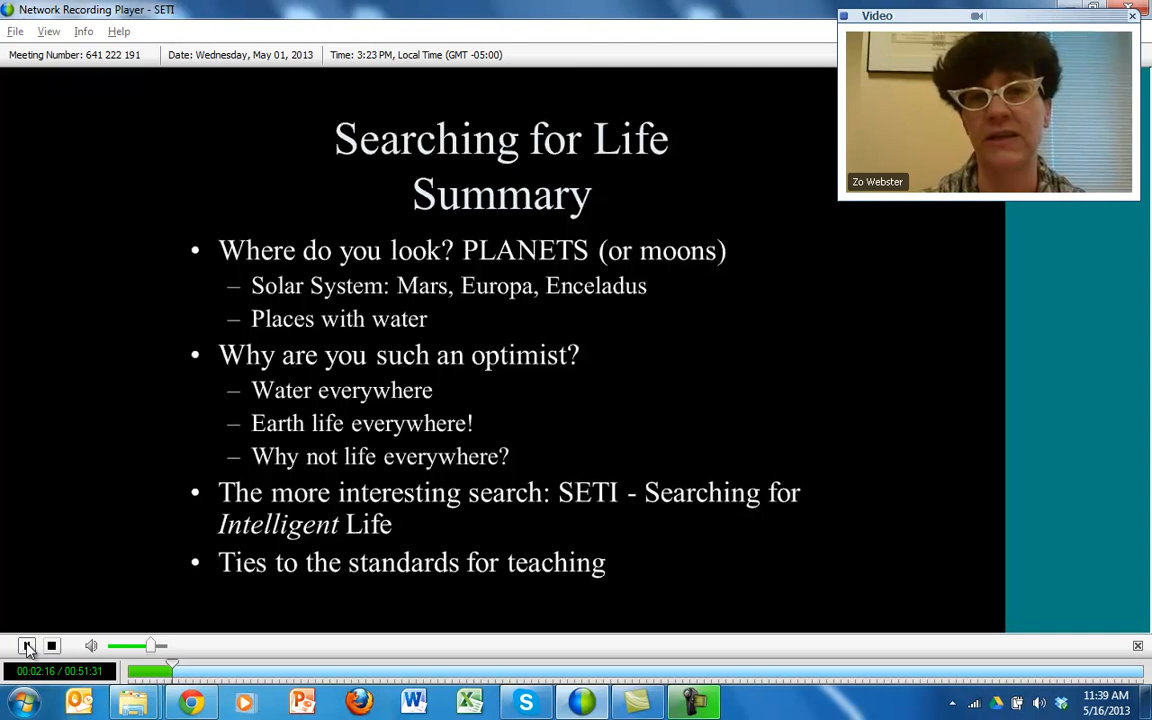 Network Recording Player - SETI
Video
File View Info Help
Meeting Number: 641 222 191 Date: Wednesday, May 01, 2013 Time: 3:23 PM, Local Time (GMT -05:00)
Zo Webster
Searching for Life
Summary
• Where do you look? PLANETS (or moons)
– Solar System: Mars, Europa, Enceladus
– Places with water
• Why are you such an optimist?
– Water everywhere
– Earth life everywhere!
– Why not life everywhere?
• The more interesting search: SETI - Searching for
Intelligent Life
• Ties to the standards for teaching
00:02:16 / 00:51:31
11:39 AM
5/16/2013